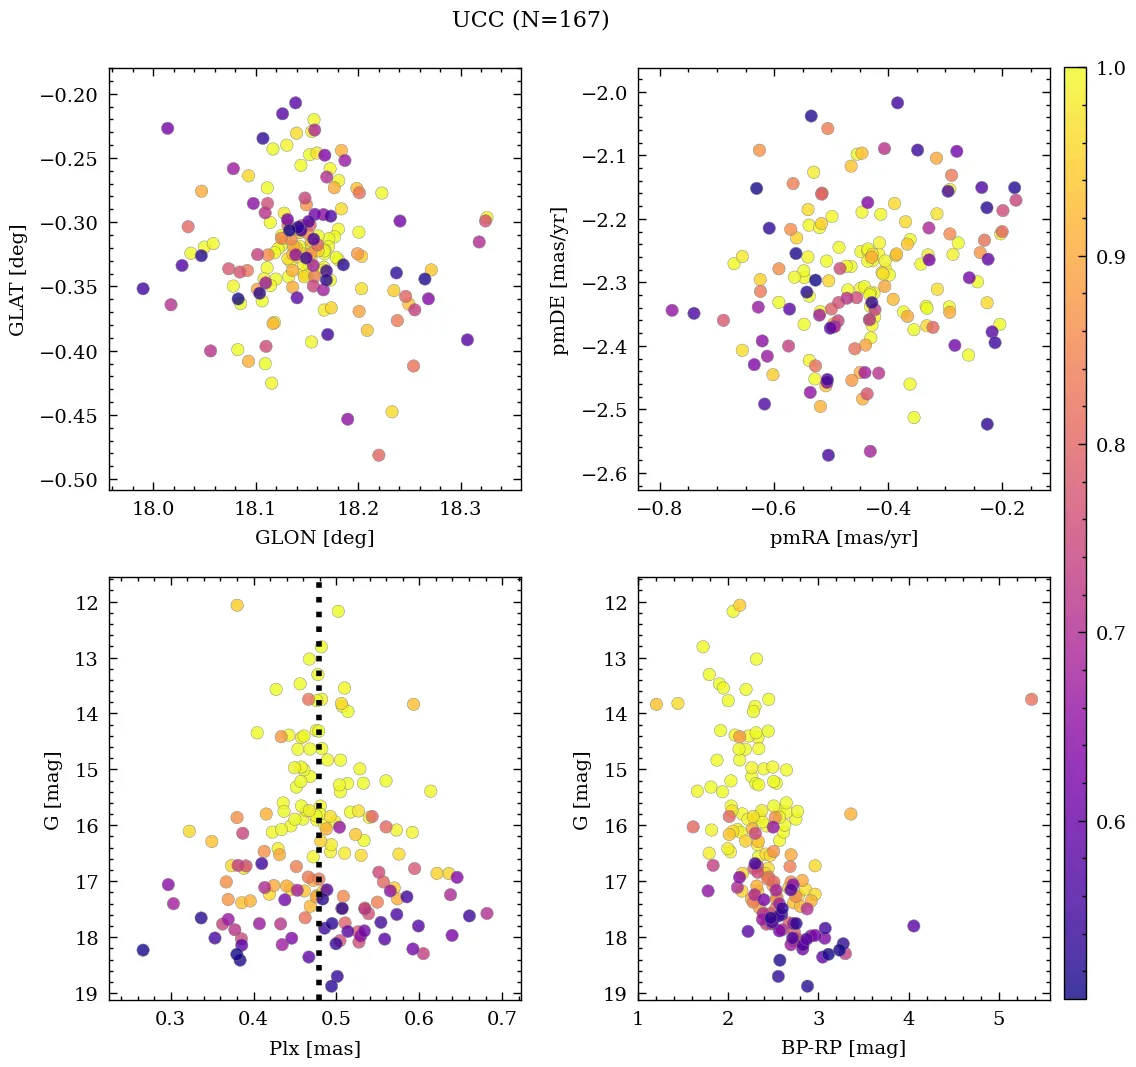 UCC (N=167)
−0.20
−0.25
−0.30
−0.35
−0.40
−0.45
−0.50
GLAT [deg]
18.0 18.1 18.2 18.3
GLON [deg]
−2.0
−2.1
−2.2
−2.3
−2.4
−2.5
−2.6
pmDE [mas/yr]
−0.8 −0.6 −0.4 −0.2
pmRA [mas/yr]
1.0
0.9
0.8
0.7
0.6
12
13
14
15
16
17
18
19
G [mag]
0.3 0.4 0.5 0.6 0.7
Plx [mas]
12
13
14
15
16
17
18
19
G [mag]
1 2 3 4 5
BP-RP [mag]